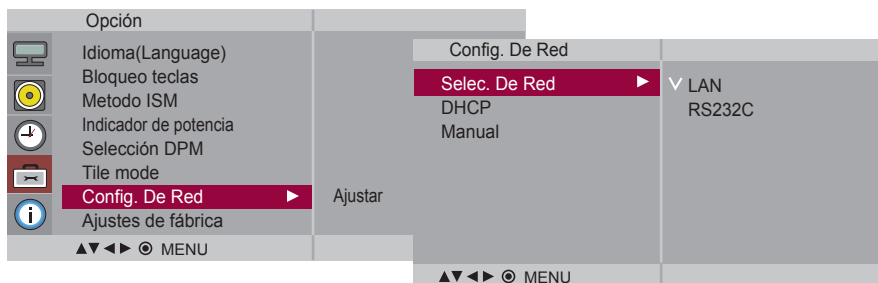 Opción
Idioma(Language)
Bloqueo teclas
Metodo ISM
Indicador de potencia
Selección DPM
Tile mode
Config. De Red ► Ajustar
Ajustes de fábrica
▲▼◄► ◉ MENU
Config. De Red
Selec. De Red ► ✓ LAN
DHCP RS232C
Manual
▲▼◄► ◉ MENU